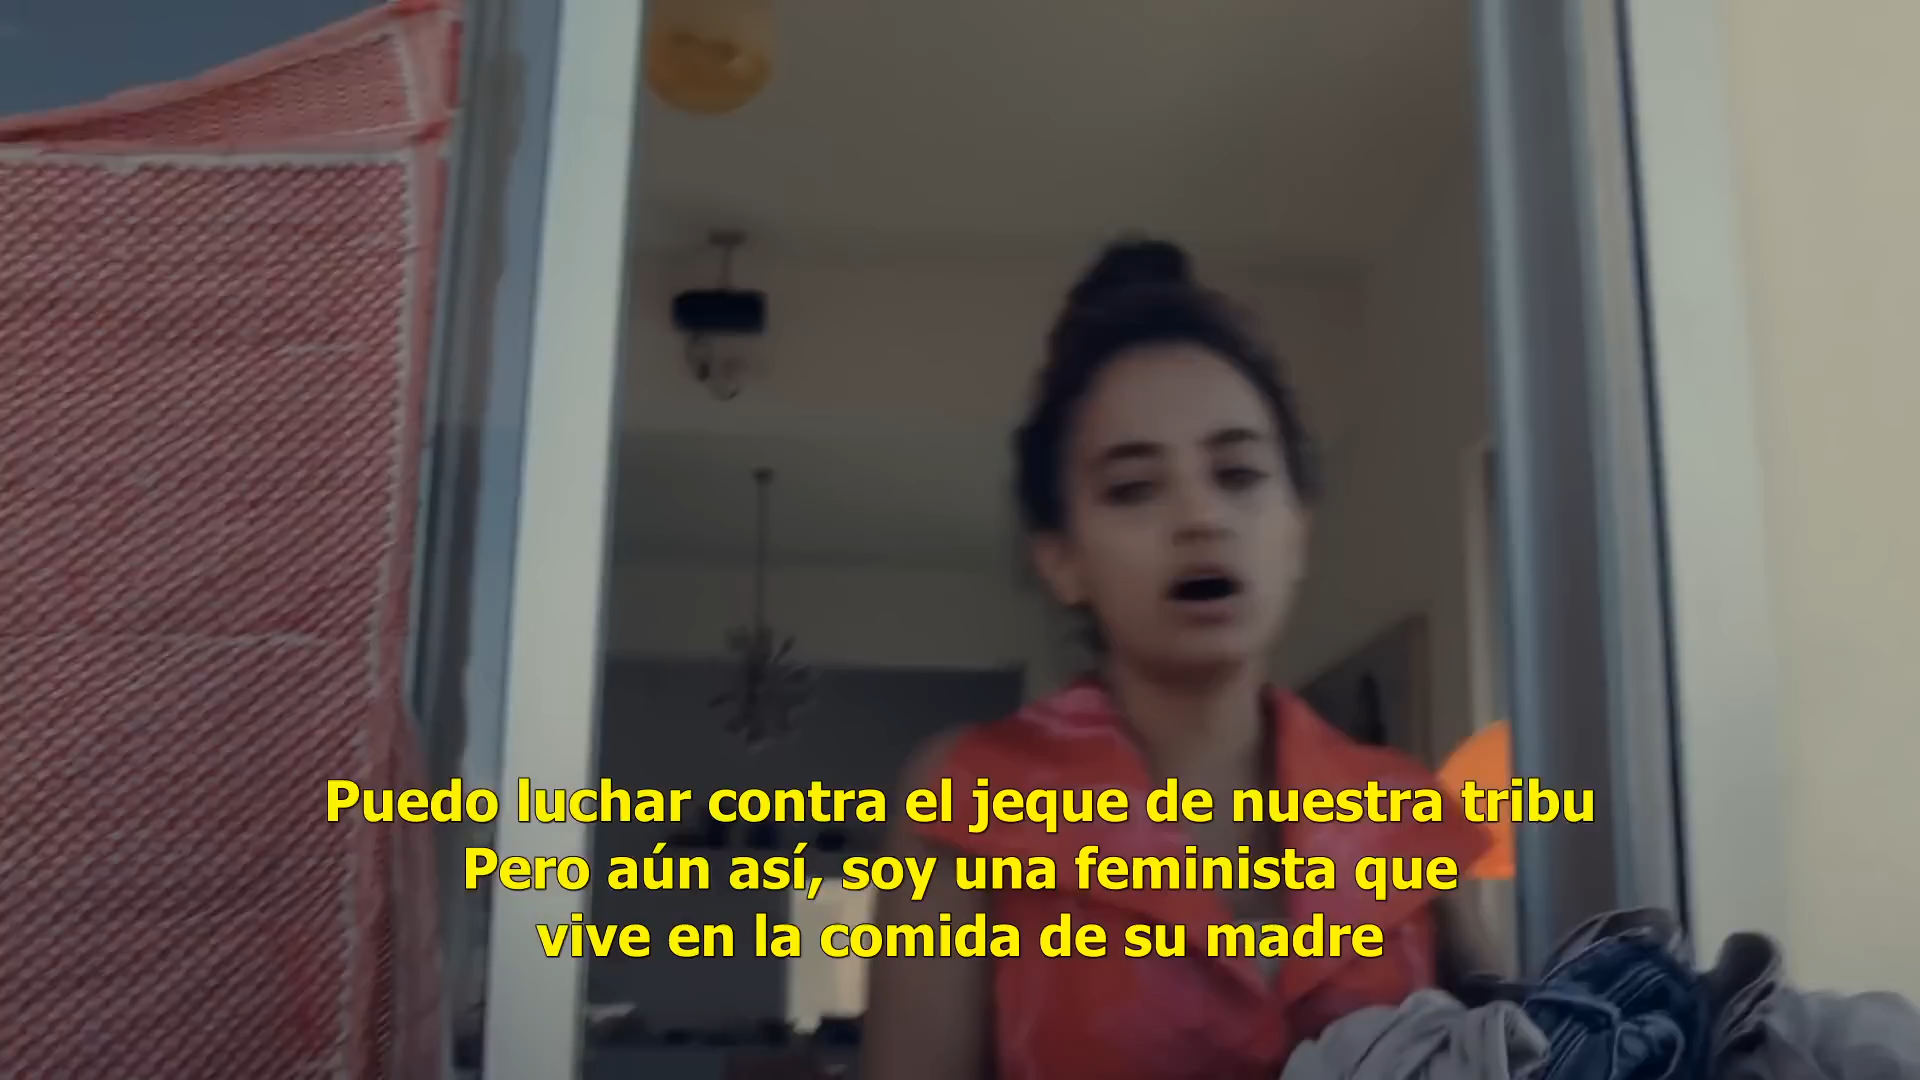 Puedo luchar contra el jeque de nuestra tribu
Pero aún así, soy una feminista que
vive en la comida de su madre